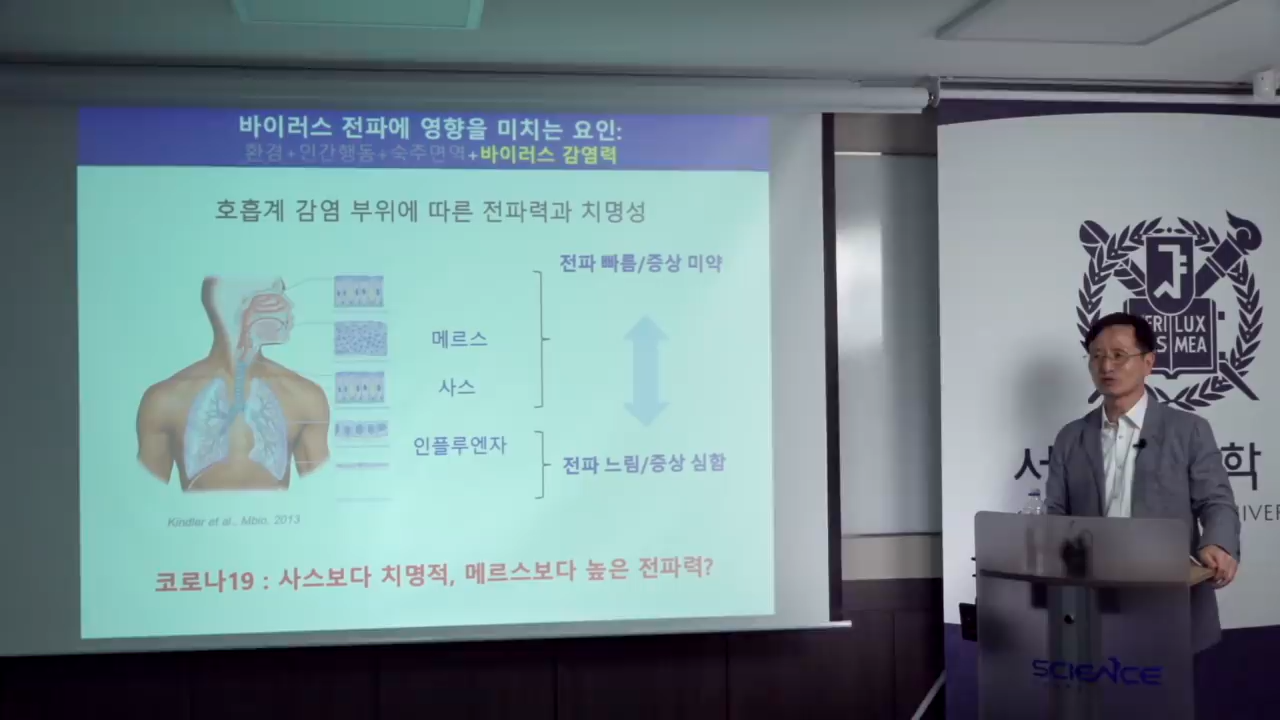 바이러스 전파에 영향을 미치는 요인:
환경+인간행동+숙주면역+바이러스 감염력
호흡계 감염 부위에 따른 전파력과 치명성
전파 빠름/증상 미약
메르스
사스
인플루엔자
전파 느림/증상 심함
Kindler et al., Mbio, 2013
코로나19 : 사스보다 치명적, 메르스보다 높은 전파력?
VERI LUX
MEA
서
학
IVER
SCIENCE